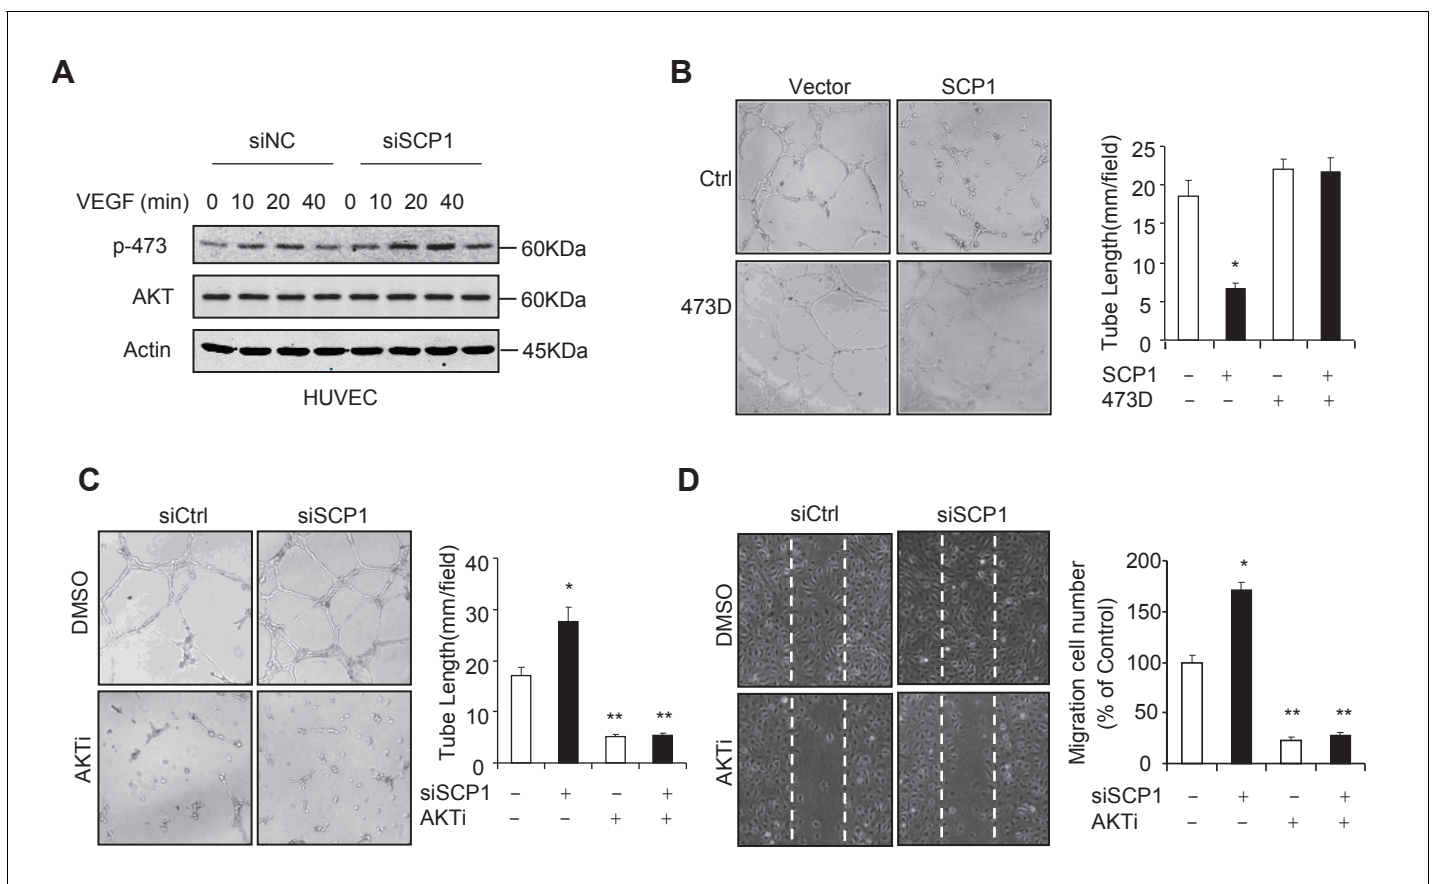 A
siNC siSCP1
VEGF (min) 0 10 20 40 0 10 20 40
p-473 60KDa
AKT 60KDa
Actin 45KDa
HUVEC
B
Vector SCP1
Ctrl
473D
Tube Length(mm/field)
25
20
15
10
5
0
*
SCP1 – + – +
473D – – + +
C
siCtrl siSCP1
DMSO
AKTi
Tube Length(mm/field)
40
30
20
10
0
* ** **
siSCP1 – + – +
AKTi – – + +
D
siCtrl siSCP1
DMSO
AKTi
Migration cell number
(% of Control)
200
150
100
50
0
* ** **
siSCP1 – + – +
AKTi – – + +